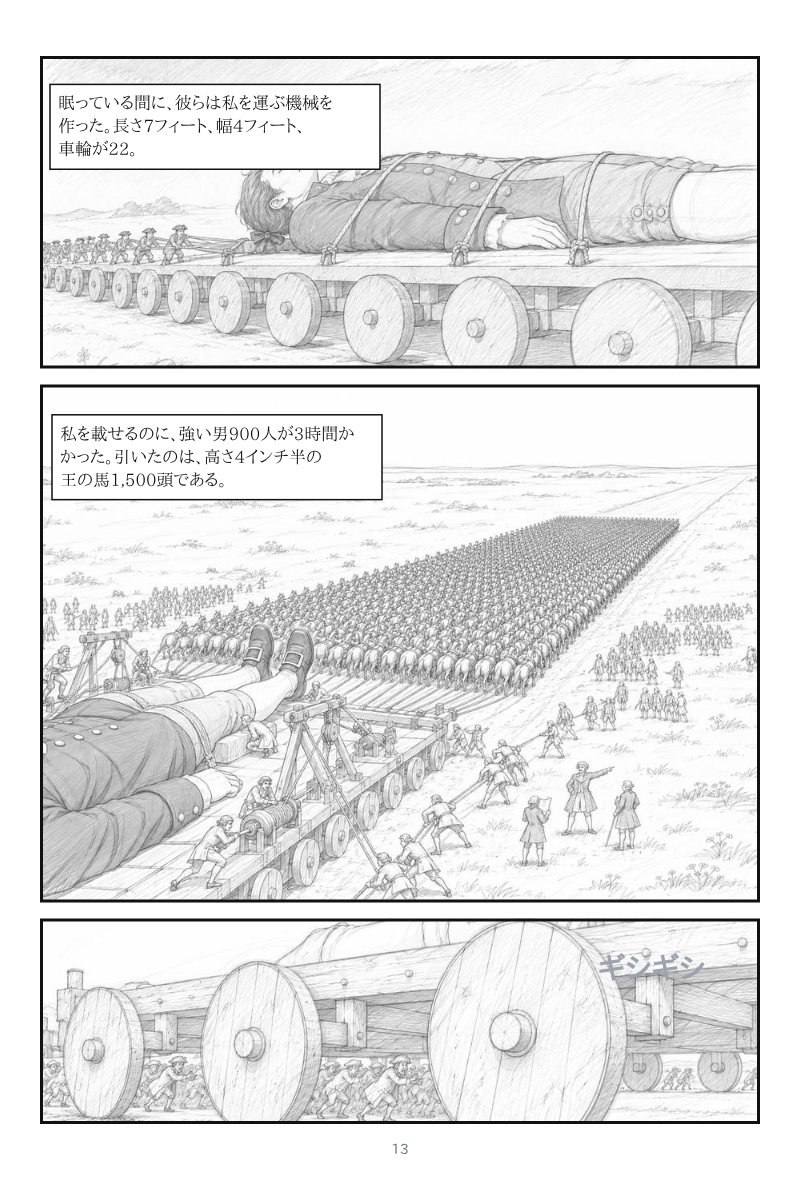 眠っている間に、彼らは私を運ぶ機械を
作った。長さ7フィート、幅4フィート、
車輪が22。
私を載せるのに、強い男900人が3時間か
かった。引いたのは、高さ4インチ半の
王の馬1,500頭である。
ギシギシ
13